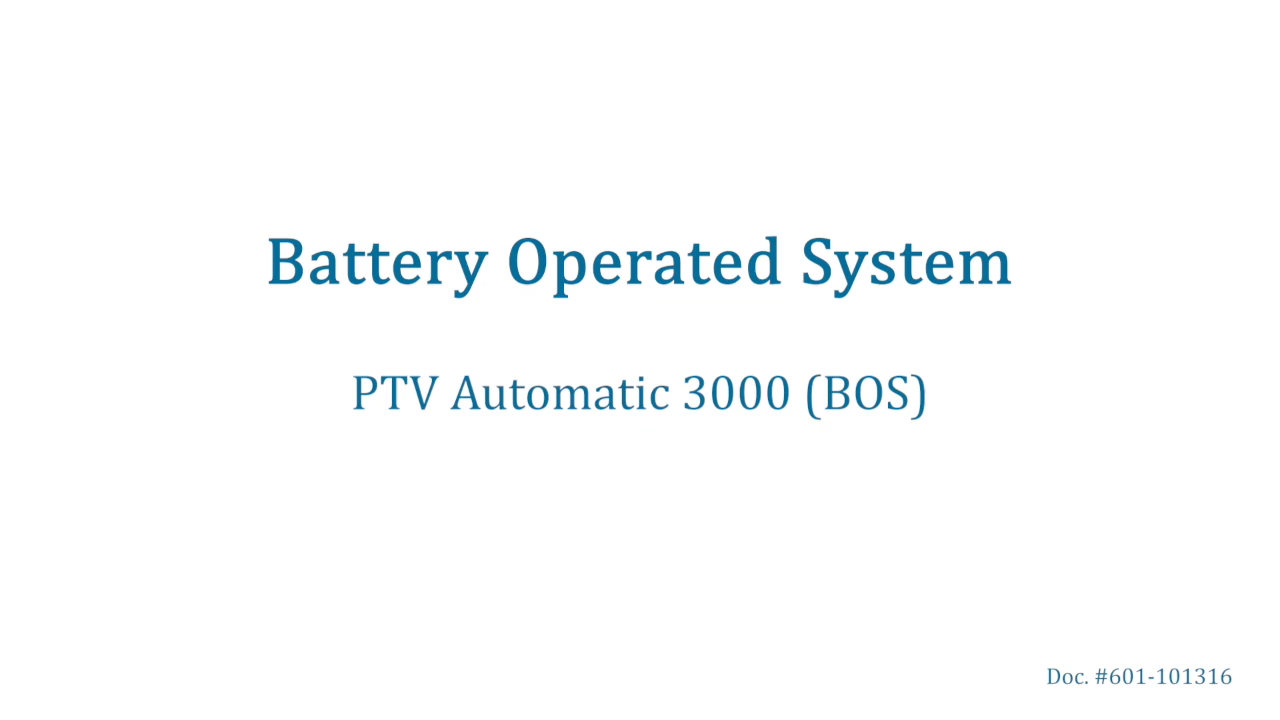 Battery Operated System
PTV Automatic 3000 (BOS)
Doc. #601-101316